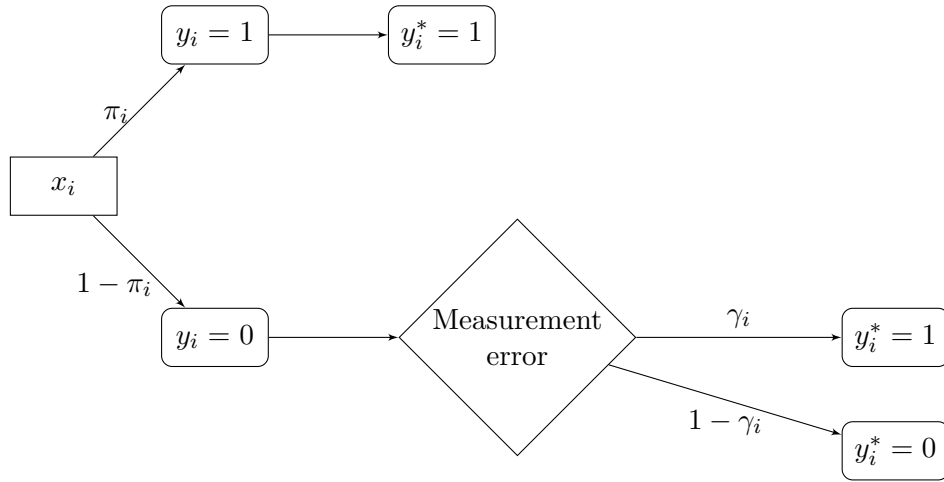 y_i = 1
y_i^* = 1
π_i
x_i
1 − π_i
y_i = 0
Measurement
error
γ_i
y_i^* = 1
1 − γ_i
y_i^* = 0